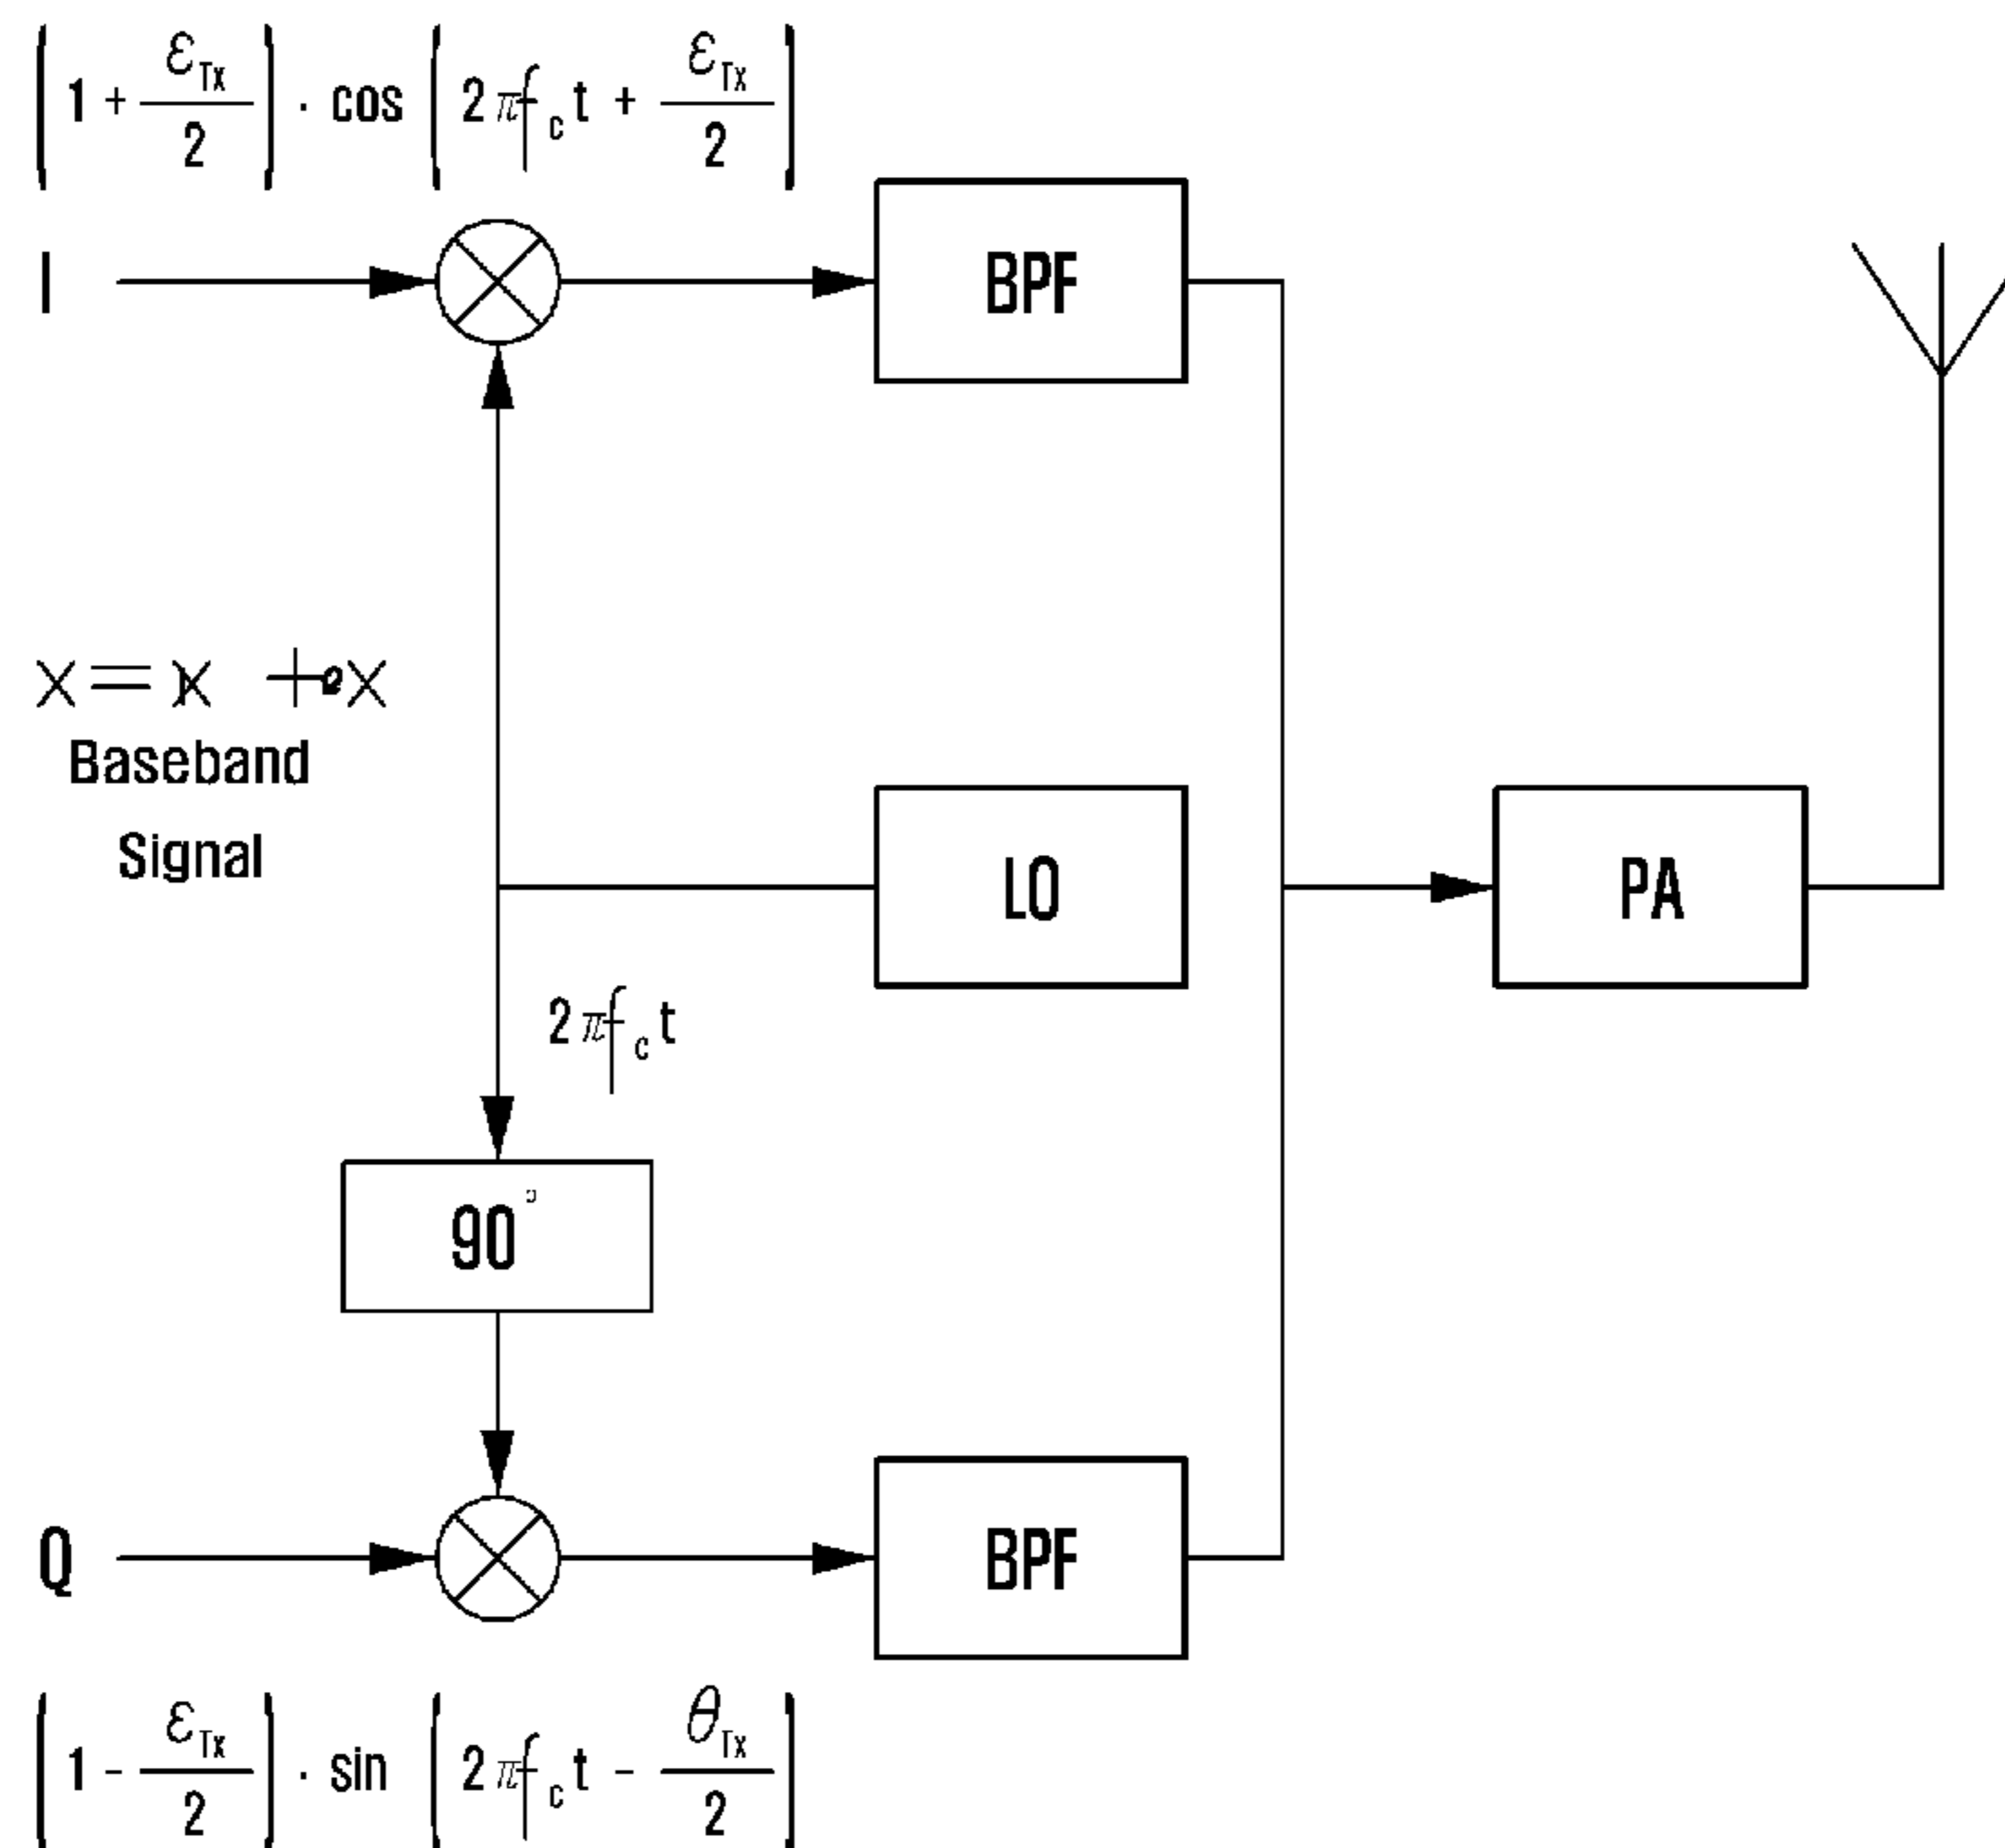 (1 + ε_Tx / 2) · cos (2πf_c t + ε_Tx / 2)
I
BPF
x = x + x
Baseband
Signal
LO
PA
2πf_c t
90°
Q
BPF
(1 - ε_Tx / 2) · sin (2πf_c t - θ_Tx / 2)